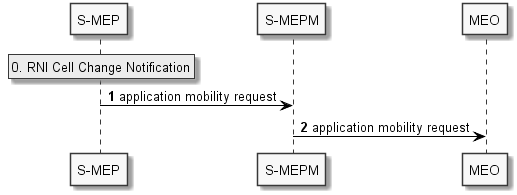 S-MEP S-MEPM MEO
0. RNI Cell Change Notification
1 application mobility request
2 application mobility request
S-MEP S-MEPM MEO